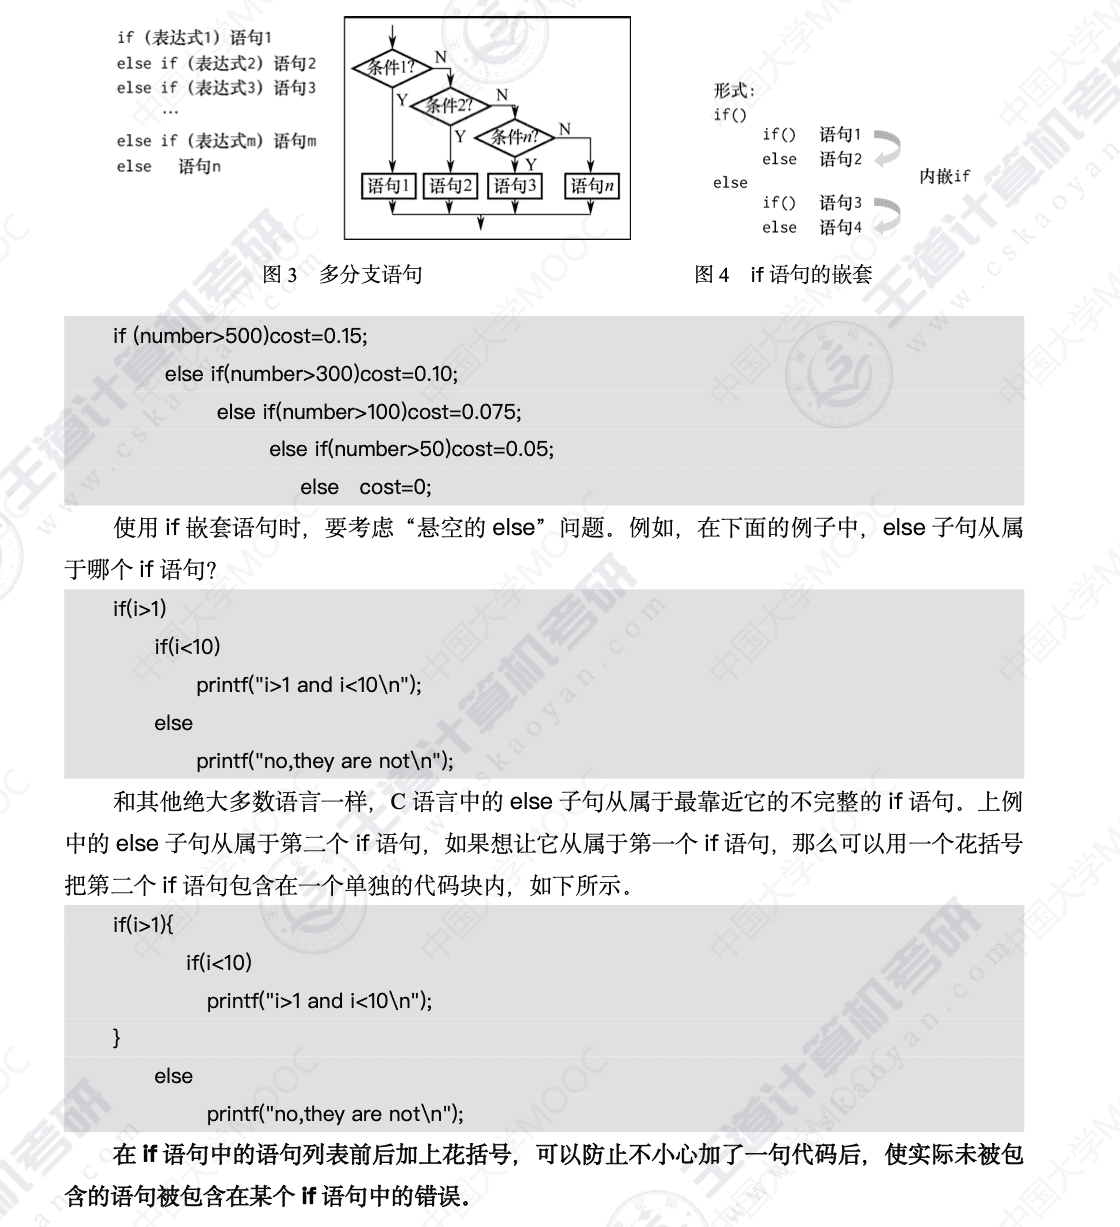 if (表达式1) 语句1
else if (表达式2) 语句2
else if (表达式3) 语句3
…
else if (表达式m) 语句m
else 语句n
条件1?
N
Y
条件2?
N
Y
条件n?
N
Y
语句1
语句2
语句3
语句n
形式:
if()
if() 语句1
else 语句2
else
if() 语句3
else 语句4
内嵌if
图 3 多分支语句
图 4 if 语句的嵌套
if (number>500)cost=0.15;
else if(number>300)cost=0.10;
else if(number>100)cost=0.075;
else if(number>50)cost=0.05;
else cost=0;
使用 if 嵌套语句时，要考虑“悬空的 else”问题。例如，在下面的例子中，else 子句从属
于哪个 if 语句？
if(i>1)
if(i<10)
printf("i>1 and i<10\n");
else
printf("no,they are not\n");
和其他绝大多数语言一样，C 语言中的 else 子句从属于最靠近它的不完整的 if 语句。上例
中的 else 子句从属于第二个 if 语句，如果想让它从属于第一个 if 语句，那么可以用一个花括号
把第二个 if 语句包含在一个单独的代码块内，如下所示。
if(i>1){
if(i<10)
printf("i>1 and i<10\n");
}
else
printf("no,they are not\n");
在 if 语句中的语句列表前后加上花括号，可以防止不小心加了一句代码后，使实际未被包
含的语句被包含在某个 if 语句中的错误。
王道计算机考研
www.cskaoyan.com
中国大学MOOC